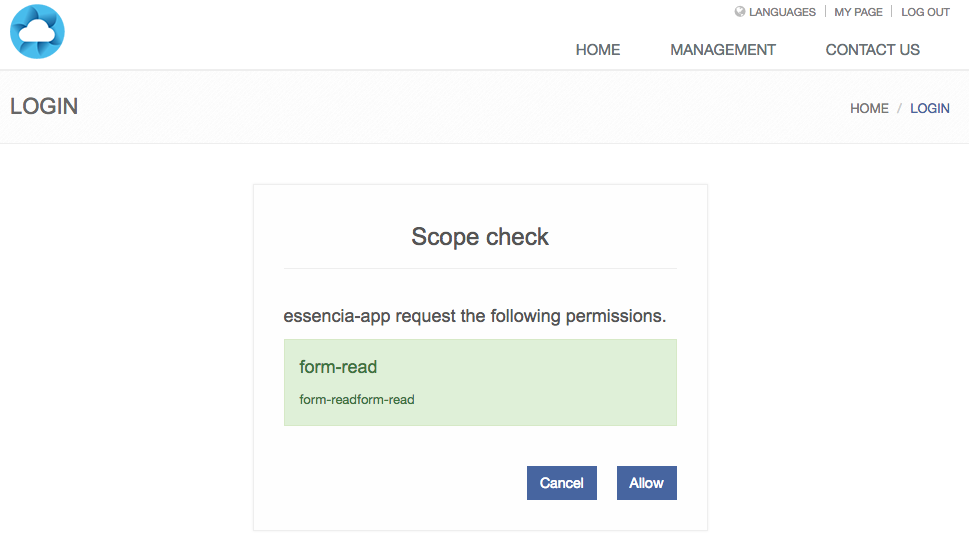 LANGUAGES MY PAGE LOG OUT
HOME MANAGEMENT CONTACT US
LOGIN
HOME / LOGIN
Scope check
essencia-app request the following permissions.
form-read
form-readform-read
Cancel Allow